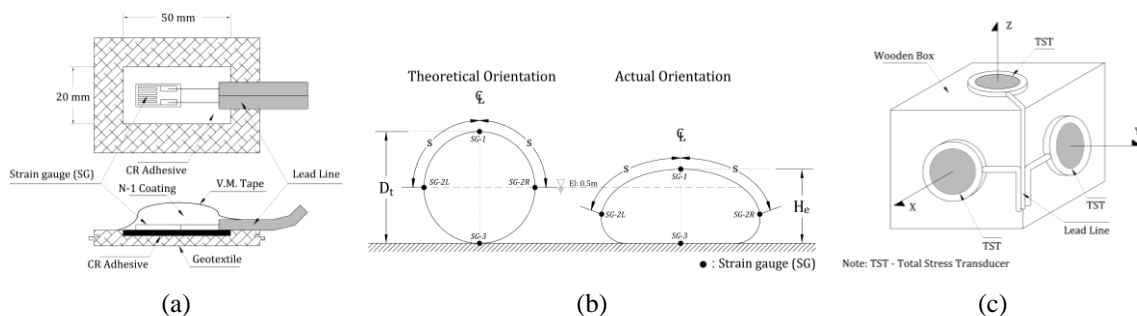 50 mm
20 mm
CR Adhesive
Strain gauge (SG)
N-1 Coating
V.M. Tape
Lead Line
CR Adhesive
Geotextile
(a)
Theoretical Orientation
Actual Orientation
℄
℄
S
S
SG-1
Dt
SG-2L
SG-2R
El: 0.5m
SG-3
S
S
SG-1
SG-2L
SG-2R
He
SG-3
: Strain gauge (SG)
(b)
Z
TST
Wooden Box
Y
X
TST
TST
Lead Line
Note: TST - Total Stress Transducer
(c)